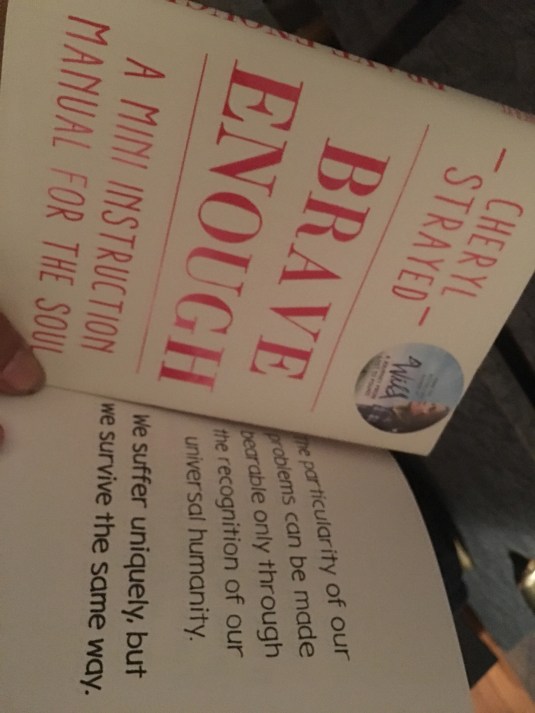 — CHERYL
STRAYED —
BRAVE
ENOUGH
A MINI INSTRUCTION
MANUAL FOR THE SOUL
Wild
particularity of our
problems can be made
bearable only through
the recognition of our
universal humanity.
We suffer uniquely, but
we survive the same way.